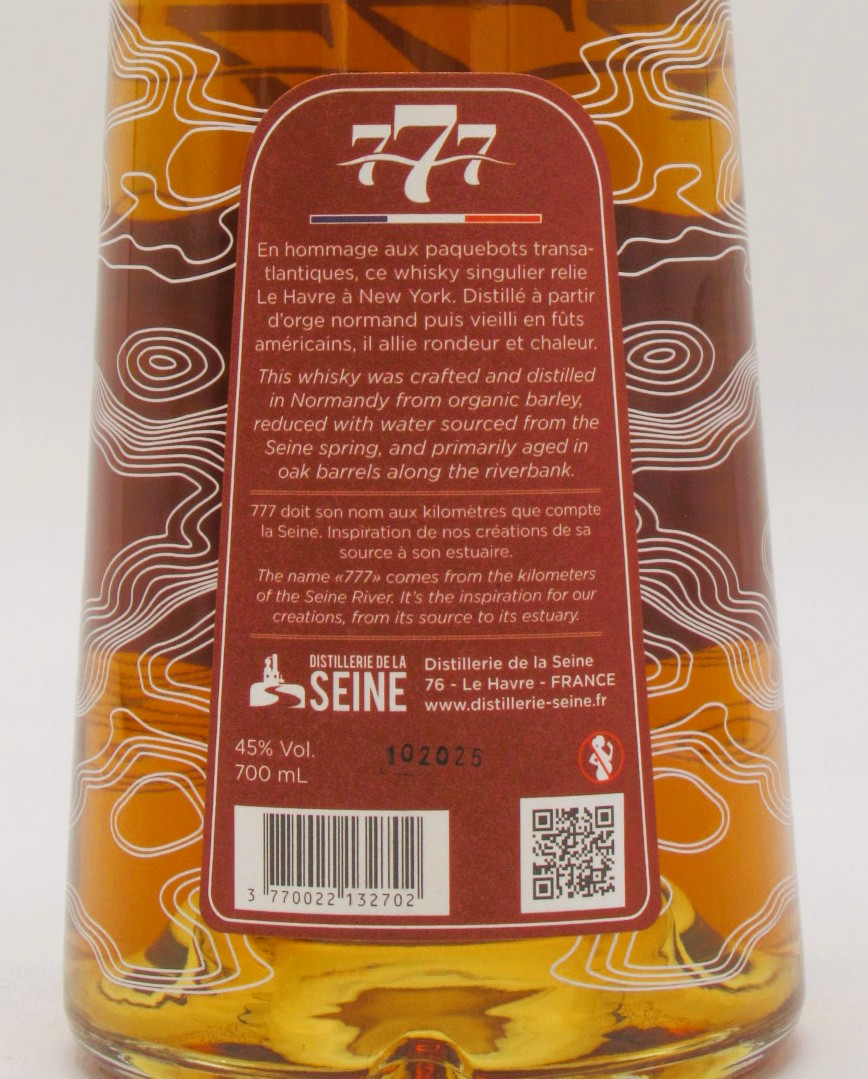 777
En hommage aux paquebots transa-
tlantiques, ce whisky singulier relie
Le Havre à New York. Distillé à partir
d'orge normand puis vieilli en fûts
américains, il allie rondeur et chaleur.
This whisky was crafted and distilled
in Normandy from organic barley,
reduced with water sourced from the
Seine spring, and primarily aged in
oak barrels along the riverbank.
777 doit son nom aux kilomètres que compte
la Seine. Inspiration de nos créations de sa
source à son estuaire.
The name «777» comes from the kilometers
of the Seine River. It's the inspiration for our
creations, from its source to its estuary.
DISTILLERIE DE LA
SEINE
Distillerie de la Seine
76 - Le Havre - FRANCE
www.distillerie-seine.fr
45% Vol.
700 mL
102025
3 770022 132702